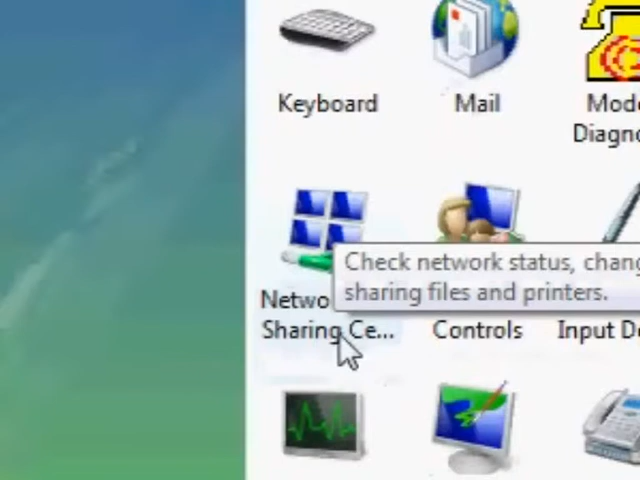 Keyboard
Mail
Mode
Diagno
Check network status, chang
sharing files and printers.
Netwo
Sharing Ce...
Controls
Input De